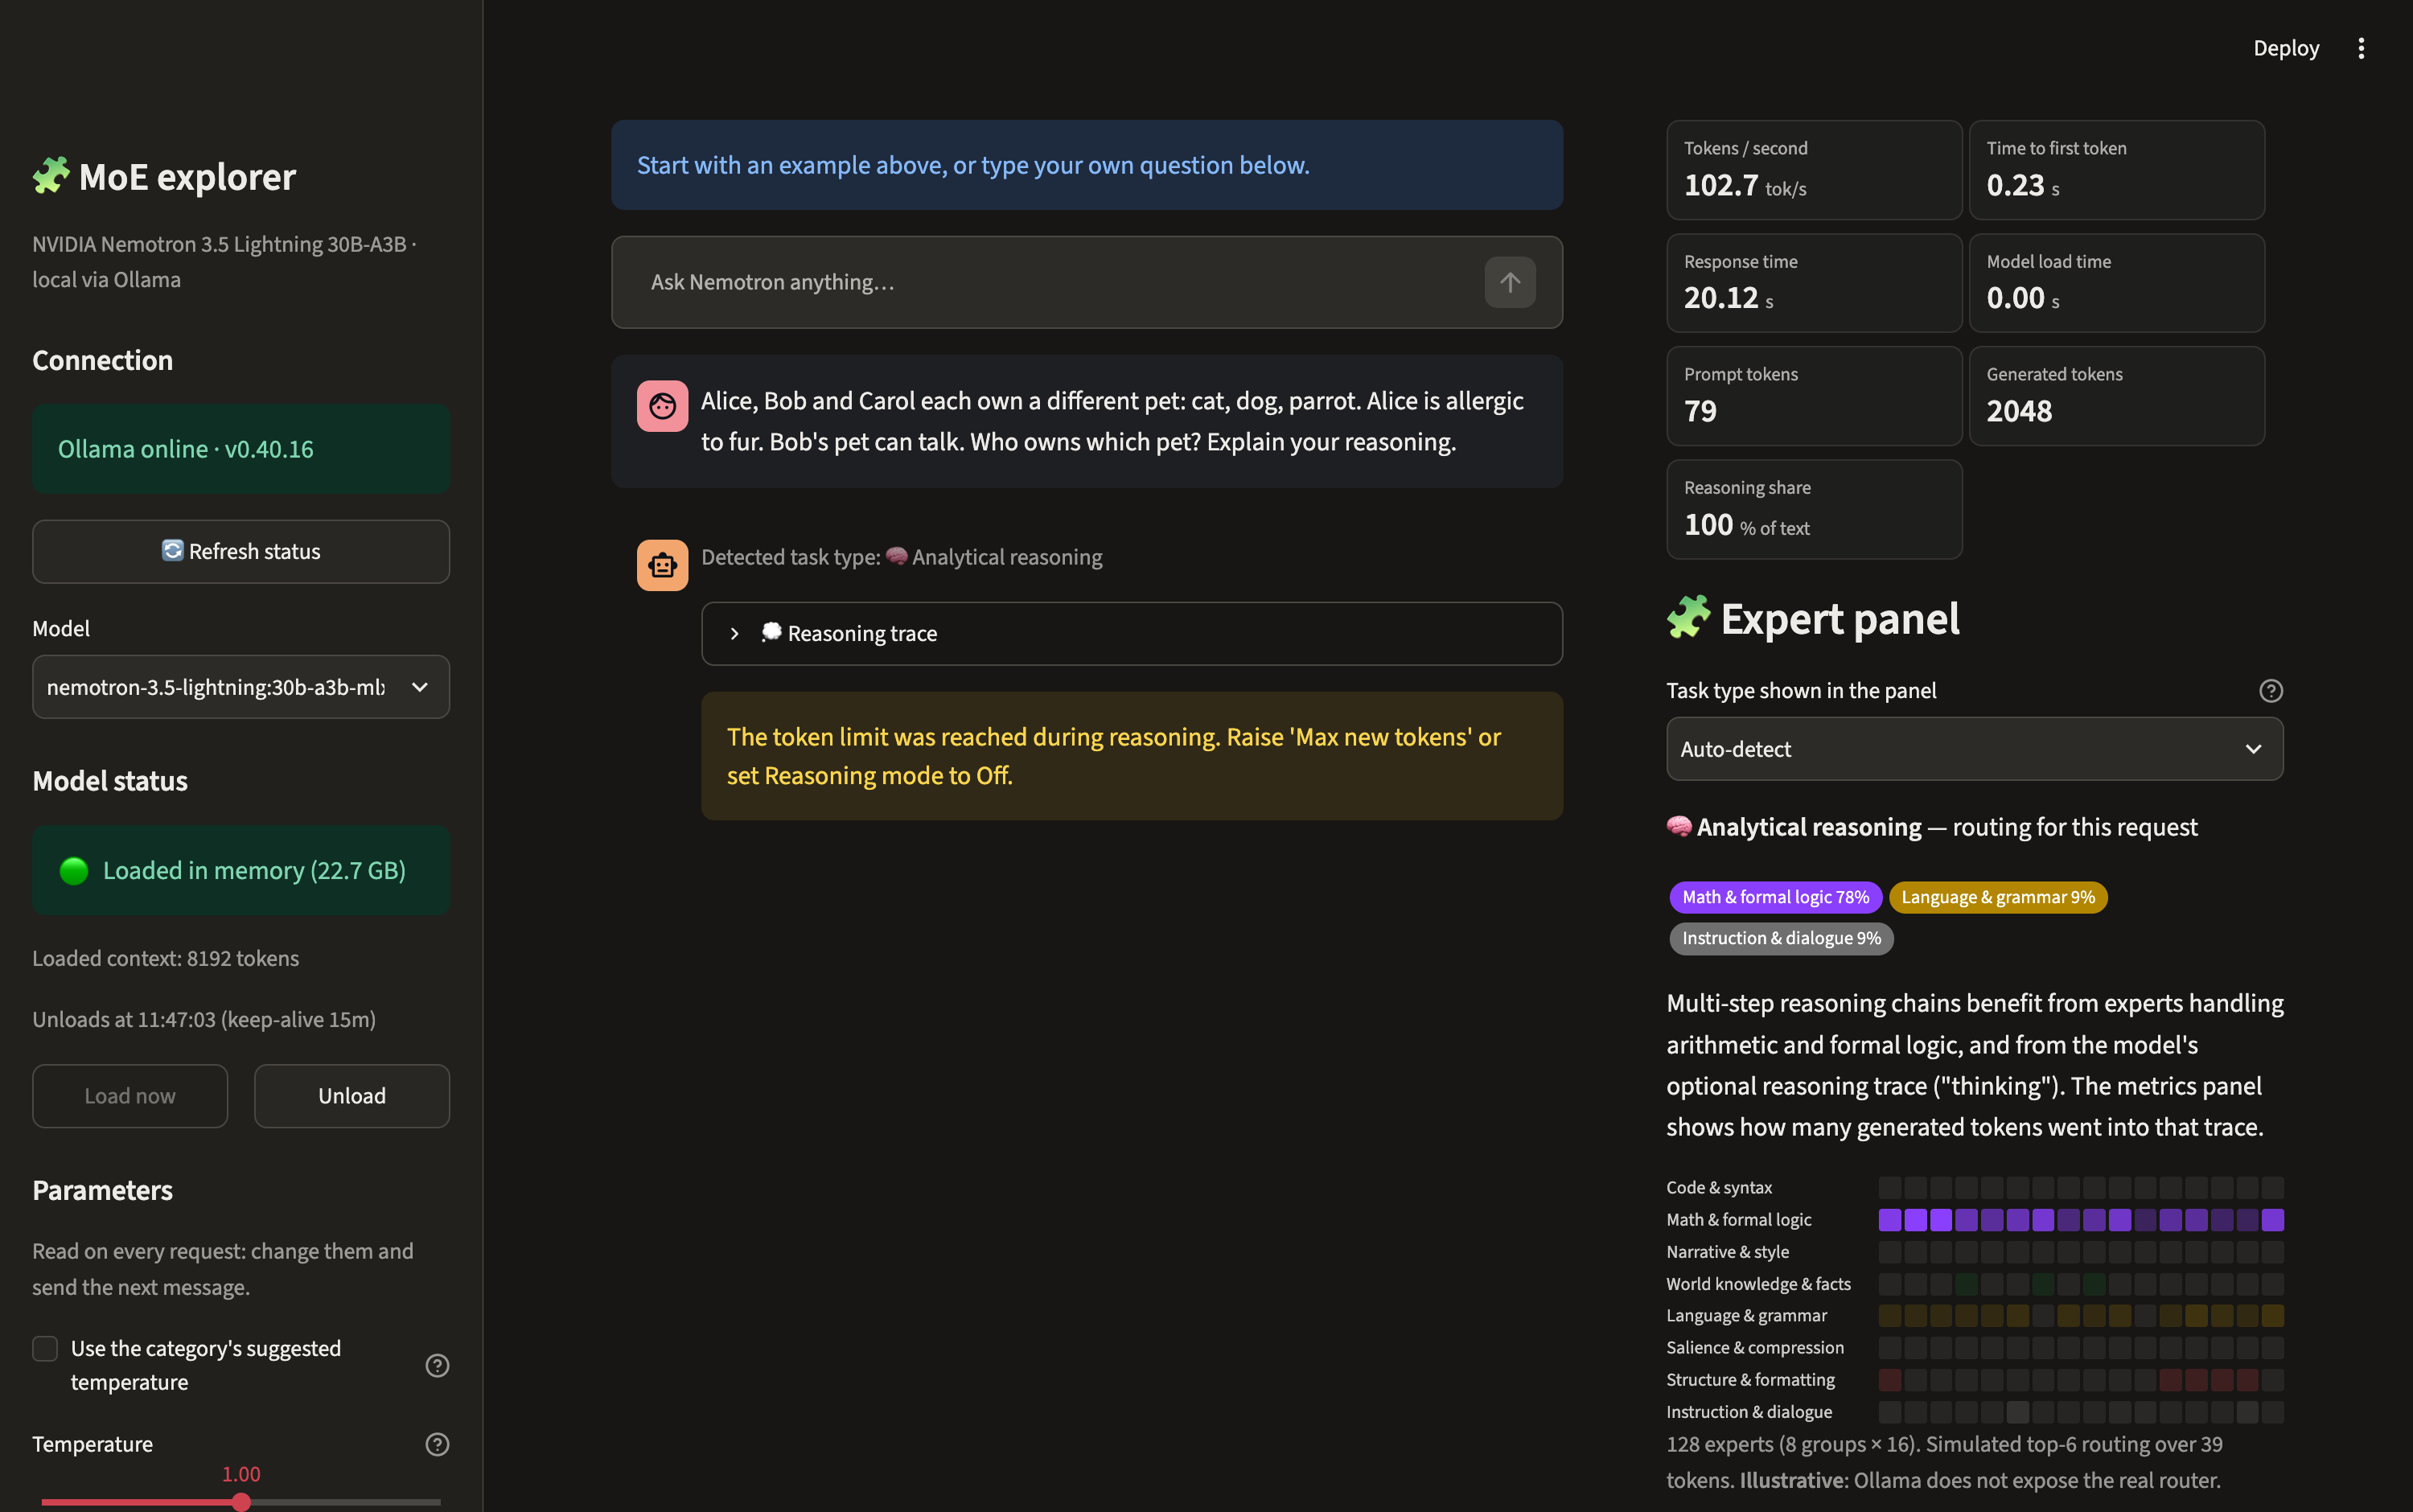 MoE explorer
NVIDIA Nemotron 3.5 Lightning 30B-A3B ·
local via Ollama
Connection
Ollama online · v0.40.16
Refresh status
Model
nemotron-3.5-lightning:30b-a3b-mlx
Model status
Loaded in memory (22.7 GB)
Loaded context: 8192 tokens
Unloads at 11:47:03 (keep-alive 15m)
Load now
Unload
Parameters
Read on every request: change them and
send the next message.
Use the category's suggested
temperature
Temperature
1.00
Deploy
Start with an example above, or type your own question below.
Ask Nemotron anything…
Alice, Bob and Carol each own a different pet: cat, dog, parrot. Alice is allergic
to fur. Bob's pet can talk. Who owns which pet? Explain your reasoning.
Detected task type: Analytical reasoning
Reasoning trace
The token limit was reached during reasoning. Raise 'Max new tokens' or
set Reasoning mode to Off.
Tokens / second
102.7 tok/s
Time to first token
0.23 s
Response time
20.12 s
Model load time
0.00 s
Prompt tokens
79
Generated tokens
2048
Reasoning share
100 % of text
Expert panel
Task type shown in the panel
Auto-detect
Analytical reasoning — routing for this request
Math & formal logic 78%
Language & grammar 9%
Instruction & dialogue 9%
Multi-step reasoning chains benefit from experts handling
arithmetic and formal logic, and from the model's
optional reasoning trace ("thinking"). The metrics panel
shows how many generated tokens went into that trace.
Code & syntax
Math & formal logic
Narrative & style
World knowledge & facts
Language & grammar
Salience & compression
Structure & formatting
Instruction & dialogue
128 experts (8 groups × 16). Simulated top-6 routing over 39
tokens. Illustrative: Ollama does not expose the real router.